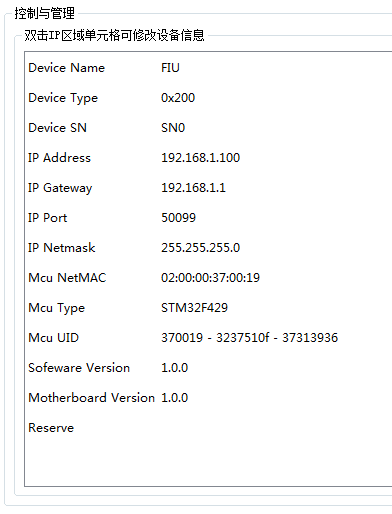 控制与管理
双击IP区域单元格可修改设备信息
Device Name FIU
Device Type 0x200
Device SN SN0
IP Address 192.168.1.100
IP Gateway 192.168.1.1
IP Port 50099
IP Netmask 255.255.255.0
Mcu NetMAC 02:00:00:37:00:19
Mcu Type STM32F429
Mcu UID 370019 - 3237510f - 37313936
Sofeware Version 1.0.0
Motherboard Version 1.0.0
Reserve